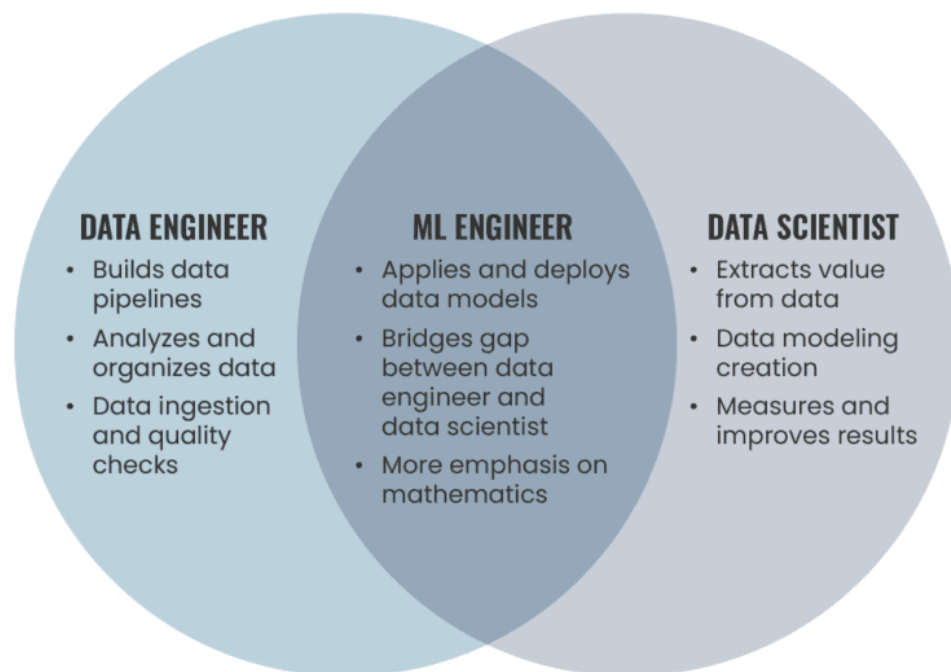 DATA ENGINEER
• Builds data
pipelines
• Analyzes and
organizes data
• Data ingestion
and quality
checks
ML ENGINEER
• Applies and deploys
data models
• Bridges gap
between data
engineer and
data scientist
• More emphasis on
mathematics
DATA SCIENTIST
• Extracts value
from data
• Data modeling
creation
• Measures and
improves results